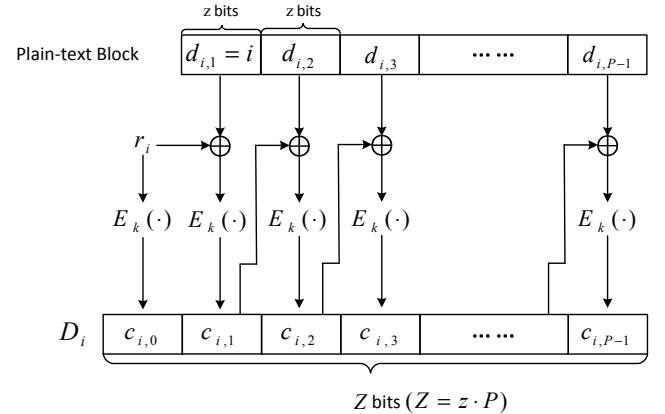 z bits z bits
Plain-text Block d_{i,1} = i d_{i,2} d_{i,3} ...... d_{i,P−1}
r_i
E_k(·) E_k(·) E_k(·) E_k(·) E_k(·)
D_i c_{i,0} c_{i,1} c_{i,2} c_{i,3} ...... c_{i,P−1}
Z bits (Z = z · P)